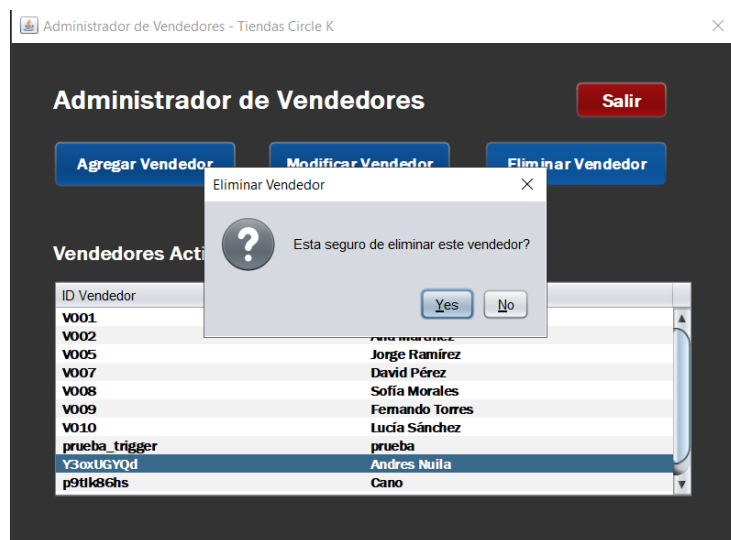 Administrador de Vendedores - Tiendas Circle K
Administrador de Vendedores
Salir
Agregar Vendedor
Modificar Vendedor
Eliminar Vendedor
Eliminar Vendedor
Esta seguro de eliminar este vendedor?
Yes
No
Vendedores Acti
ID Vendedor
V001
V002 Ana Martínez
V005 Jorge Ramírez
V007 David Pérez
V008 Sofía Morales
V009 Fernando Torres
V010 Lucía Sánchez
prueba_trigger prueba
Y3oxUGYQd Andres Nuila
p9tlk86hs Cano